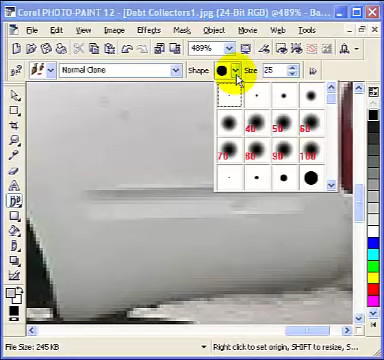 Corel PHOTO-PAINT 12 - [Debt Collectors1.jpg (24-Bit RGB) @489% - Ba...
File Edit View Image Effects Mask Object Movie Web Tools
489%
Normal Clone Shape Size 25
40 50 60
70 80 90 100
File Size: 245 KB Right click to set origin, SHIFT to resize, S...